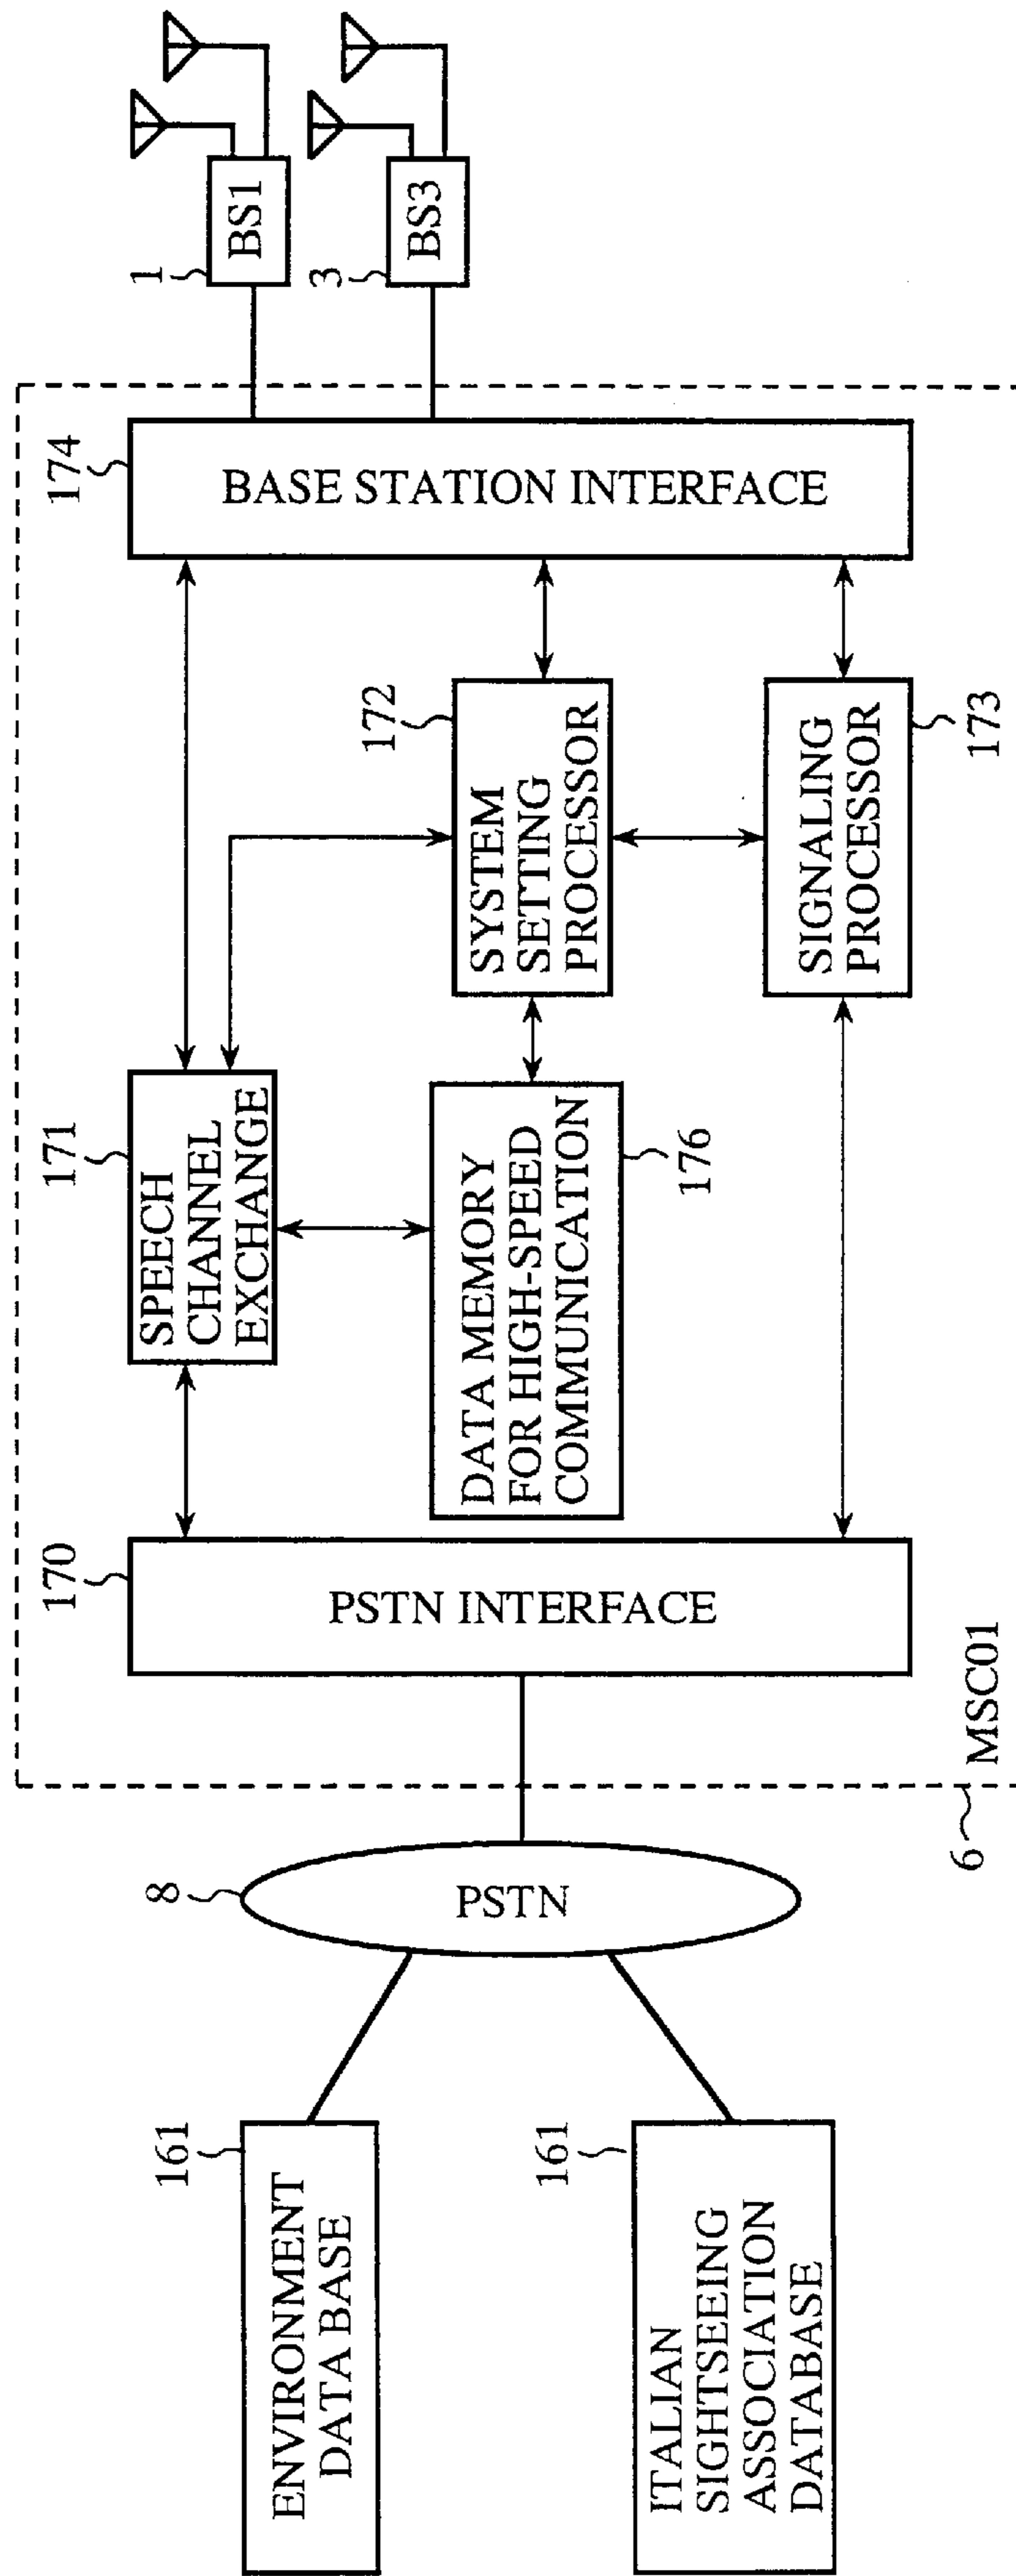 161
ENVIRONMENT
DATA BASE
161
ITALIAN
SIGHTSEEING
ASSOCIATION
DATABASE
8
PSTN
6
MSC01
170
PSTN INTERFACE
171
SPEECH
CHANNEL
EXCHANGE
DATA MEMORY
FOR HIGH-SPEED
COMMUNICATION
176
172
SYSTEM
SETTING
PROCESSOR
SIGNALING
PROCESSOR
173
174
BASE STATION INTERFACE
1
BS1
3
BS3